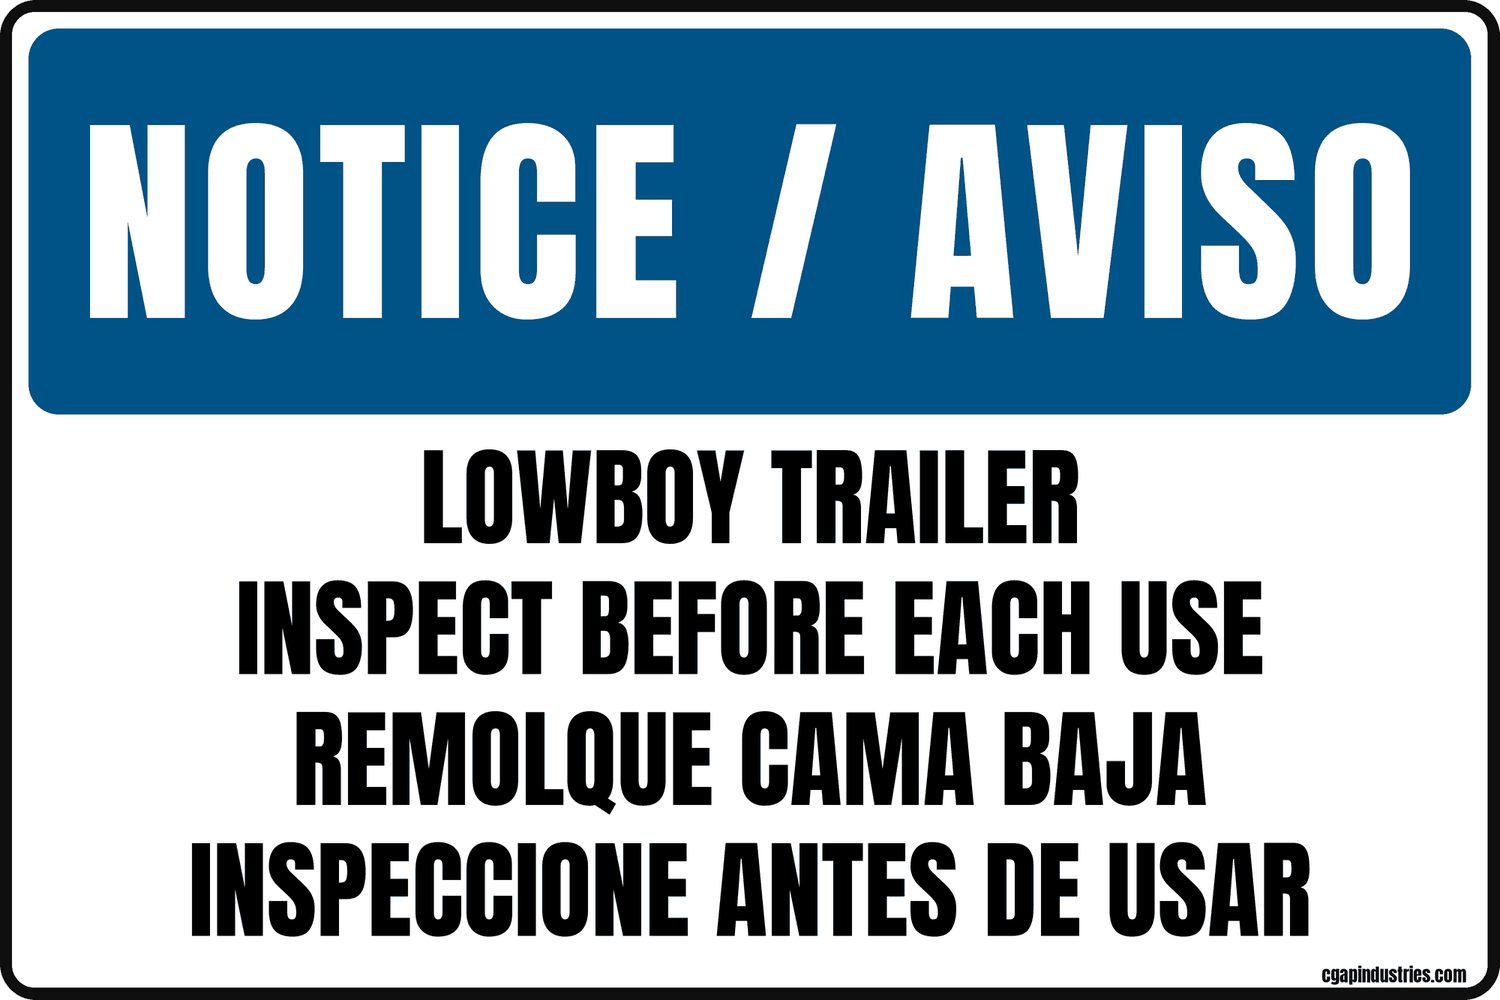 NOTICE / AVISO
LOWBOY TRAILER
INSPECT BEFORE EACH USE
REMOLQUE CAMA BAJA
INSPECCIONE ANTES DE USAR
cgapindustries.com